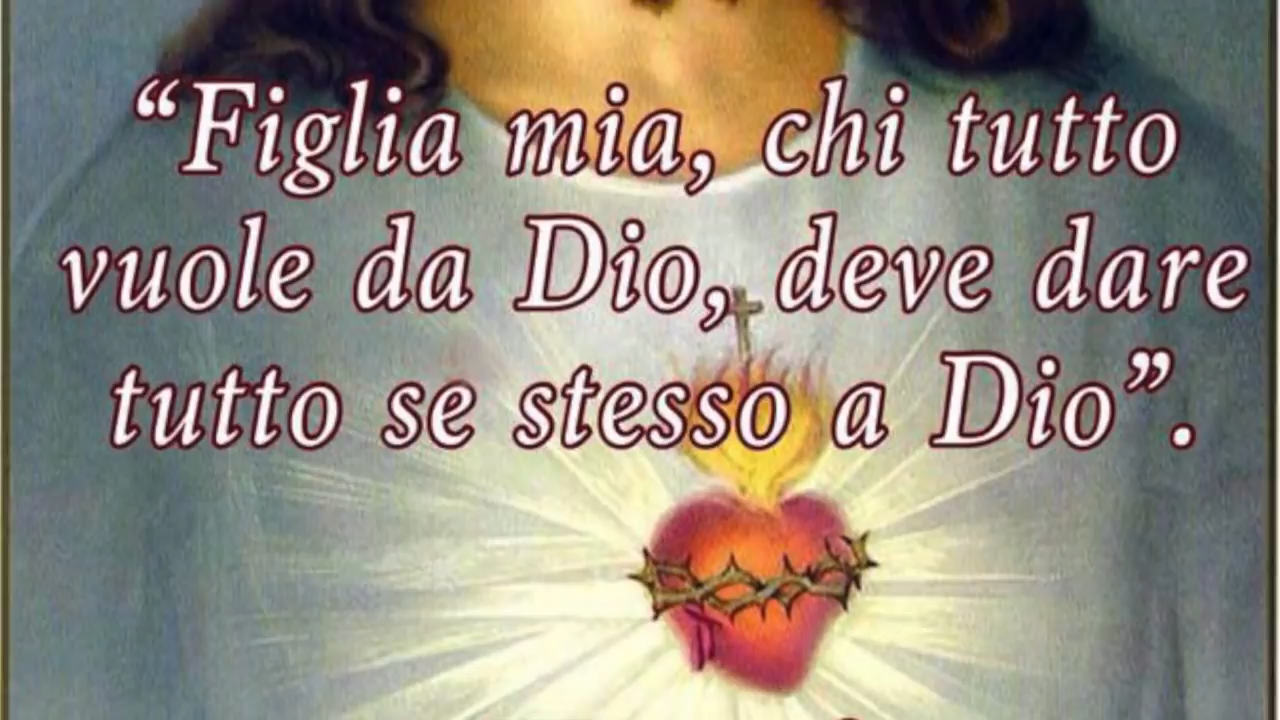 “Figlia mia, chi tutto
vuole da Dio, deve dare
tutto se stesso a Dio”.